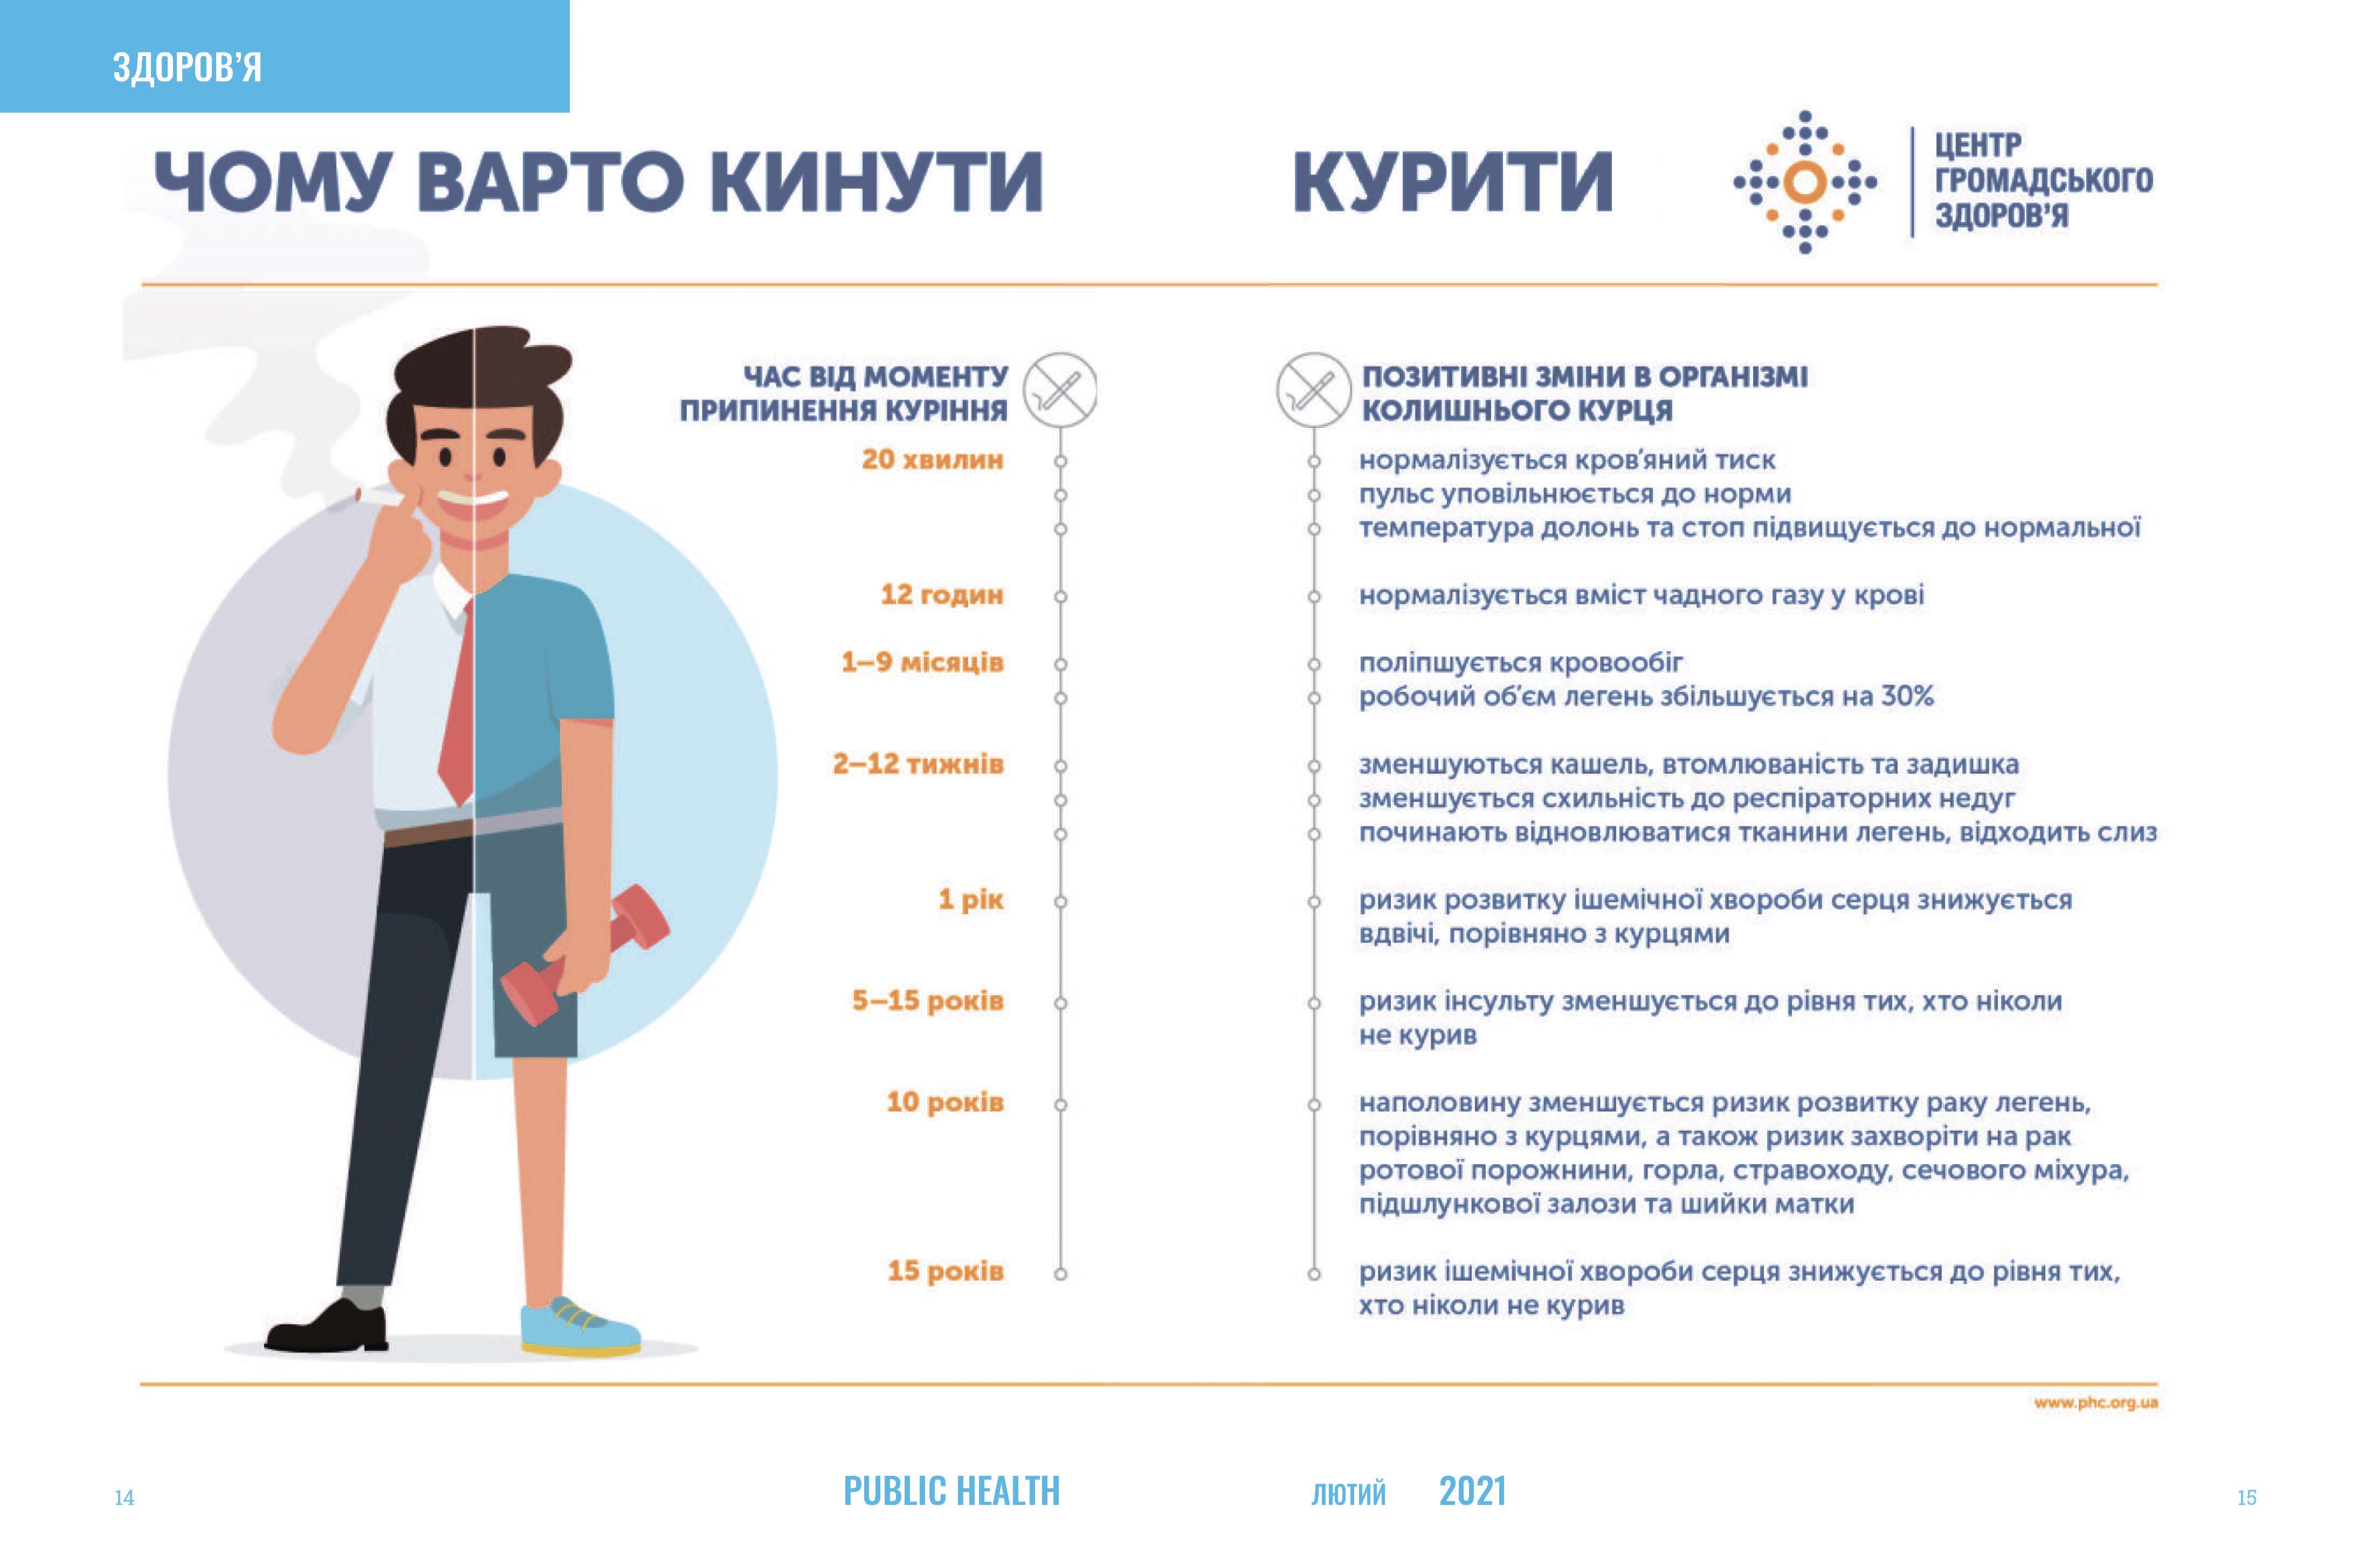 ЗДОРОВ'Я
ЧОМУ ВАРТО КИНУТИ КУРИТИ
ЦЕНТР
ГРОМАДСЬКОГО
ЗДОРОВ'Я
ЧАС ВІД МОМЕНТУ
ПРИПИНЕННЯ КУРІННЯ
ПОЗИТИВНІ ЗМІНИ В ОРГАНІЗМІ
КОЛИШНЬОГО КУРЦЯ
20 хвилин
нормалізується кров'яний тиск
пульс уповільнюється до норми
температура долонь та стоп підвищується до нормальної
12 годин
нормалізується вміст чадного газу у крові
1–9 місяців
поліпшується кровообіг
робочий об'єм легень збільшується на 30%
2–12 тижнів
зменшуються кашель, втомлюваність та задишка
зменшується схильність до респіраторних недуг
починають відновлюватися тканини легень, відходить слиз
1 рік
ризик розвитку ішемічної хвороби серця знижується
вдвічі, порівняно з курцями
5–15 років
ризик інсульту зменшується до рівня тих, хто ніколи
не курив
10 років
наполовину зменшується ризик розвитку раку легень,
порівняно з курцями, а також ризик захворіти на рак
ротової порожнини, горла, стравоходу, сечового міхура,
підшлункової залози та шийки матки
15 років
ризик ішемічної хвороби серця знижується до рівня тих,
хто ніколи не курив
www.phc.org.ua
14
PUBLIC HEALTH
ЛЮТИЙ 2021
15